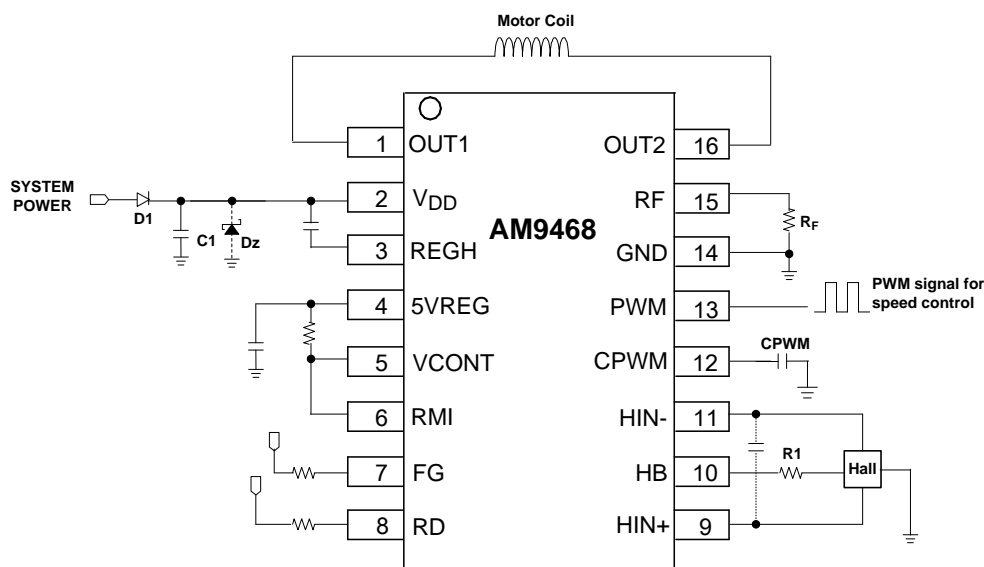 Motor Coil
1 OUT1
OUT2 16
SYSTEM
POWER
D1
C1
Dz
2 VDD
RF 15
RF
AM9468
3 REGH
GND 14
4 5VREG
PWM 13
PWM signal for
speed control
5 VCONT
CPWM 12
CPWM
6 RMI
HIN- 11
7 FG
HB 10
R1
Hall
8 RD
HIN+ 9